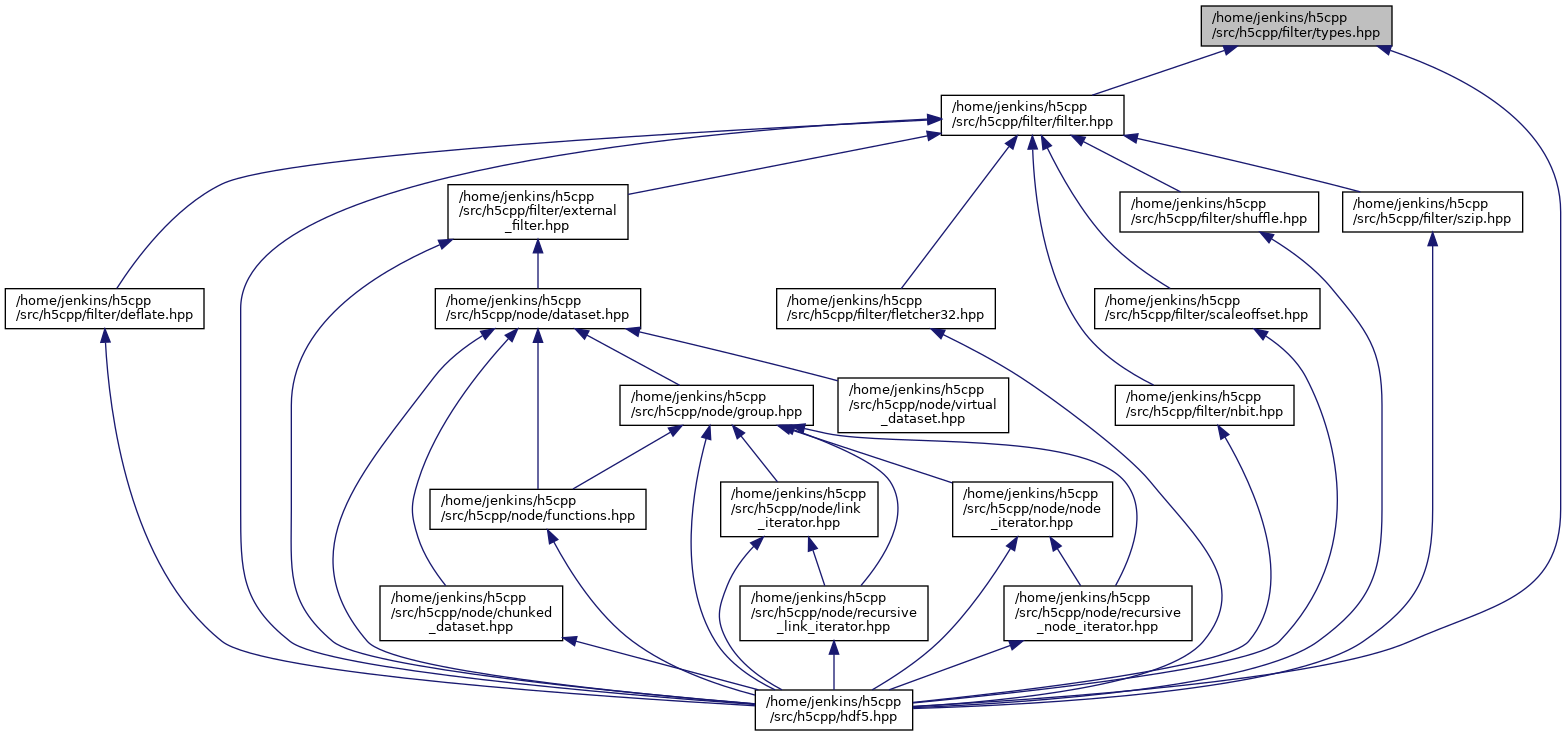 /home/jenkins/h5cpp
/src/h5cpp/filter/types.hpp
/home/jenkins/h5cpp
/src/h5cpp/filter/filter.hpp
/home/jenkins/h5cpp
/src/h5cpp/filter/external
_filter.hpp
/home/jenkins/h5cpp
/src/h5cpp/filter/shuffle.hpp
/home/jenkins/h5cpp
/src/h5cpp/filter/szip.hpp
/home/jenkins/h5cpp
/src/h5cpp/filter/deflate.hpp
/home/jenkins/h5cpp
/src/h5cpp/node/dataset.hpp
/home/jenkins/h5cpp
/src/h5cpp/filter/fletcher32.hpp
/home/jenkins/h5cpp
/src/h5cpp/filter/scaleoffset.hpp
/home/jenkins/h5cpp
/src/h5cpp/node/group.hpp
/home/jenkins/h5cpp
/src/h5cpp/node/virtual
_dataset.hpp
/home/jenkins/h5cpp
/src/h5cpp/filter/nbit.hpp
/home/jenkins/h5cpp
/src/h5cpp/node/functions.hpp
/home/jenkins/h5cpp
/src/h5cpp/node/link
_iterator.hpp
/home/jenkins/h5cpp
/src/h5cpp/node/node
_iterator.hpp
/home/jenkins/h5cpp
/src/h5cpp/node/chunked
_dataset.hpp
/home/jenkins/h5cpp
/src/h5cpp/node/recursive
_link_iterator.hpp
/home/jenkins/h5cpp
/src/h5cpp/node/recursive
_node_iterator.hpp
/home/jenkins/h5cpp
/src/h5cpp/hdf5.hpp